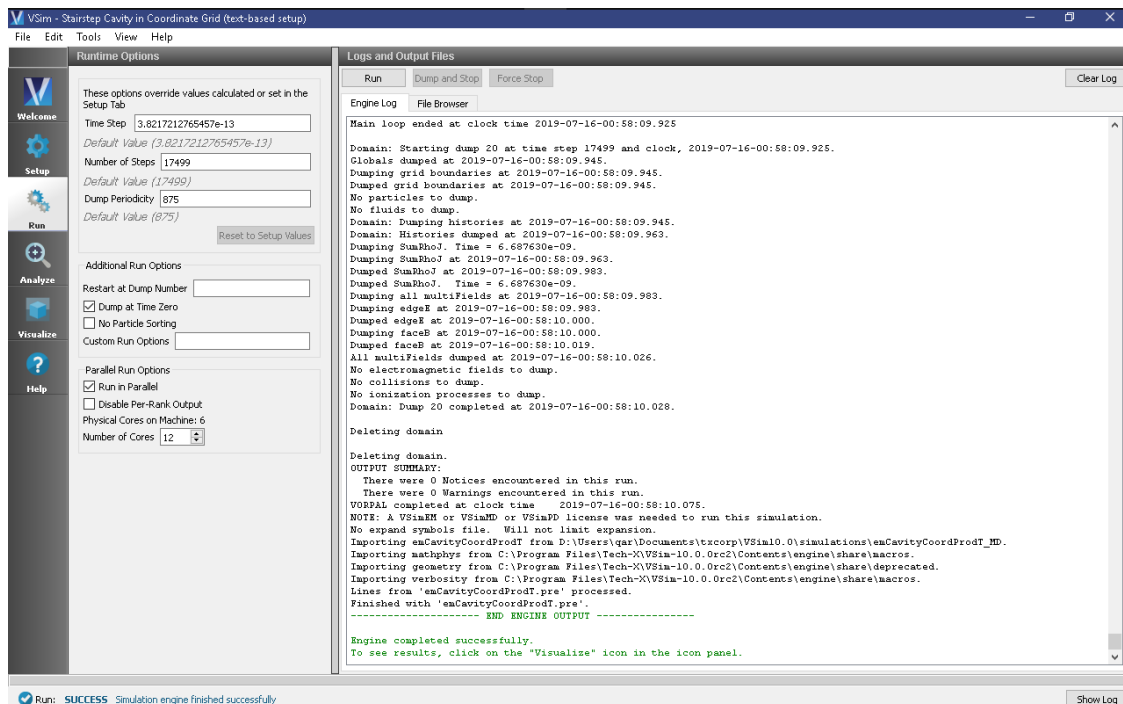 VSim - Stairstep Cavity in Coordinate Grid (text-based setup)
File Edit Tools View Help
Welcome
Setup
Run
Analyze
Visualize
Help
Runtime Options
These options override values calculated or set in the
Setup Tab
Time Step 3.8217212765457e-13
Default Value (3.8217212765457e-13)
Number of Steps 17499
Default Value (17499)
Dump Periodicity 875
Default Value (875)
Reset to Setup Values
Additional Run Options
Restart at Dump Number
Dump at Time Zero
No Particle Sorting
Custom Run Options
Parallel Run Options
Run in Parallel
Disable Per-Rank Output
Physical Cores on Machine: 6
Number of Cores 12
Logs and Output Files
Run Dump and Stop Force Stop Clear Log
Engine Log File Browser
Main loop ended at clock time 2019-07-16-00:58:09.925
Domain: Starting dump 20 at time step 17499 and clock, 2019-07-16-00:58:09.925.
Globals dumped at 2019-07-16-00:58:09.945.
Dumping grid boundaries at 2019-07-16-00:58:09.945.
Dumped grid boundaries at 2019-07-16-00:58:09.945.
No particles to dump.
No fluids to dump.
Domain: Dumping histories at 2019-07-16-00:58:09.945.
Domain: Histories dumped at 2019-07-16-00:58:09.963.
Dumping SumRhoJ. Time = 6.687630e-09.
Dumping SumRhoJ at 2019-07-16-00:58:09.963.
Dumped SumRhoJ at 2019-07-16-00:58:09.983.
Dumped SumRhoJ. Time = 6.687630e-09.
Dumping all multiFields at 2019-07-16-00:58:09.983.
Dumping edgeE at 2019-07-16-00:58:09.983.
Dumped edgeE at 2019-07-16-00:58:10.000.
Dumping faceB at 2019-07-16-00:58:10.000.
Dumped faceB at 2019-07-16-00:58:10.019.
All multiFields dumped at 2019-07-16-00:58:10.026.
No electromagnetic fields to dump.
No collisions to dump.
No ionization processes to dump.
Domain: Dump 20 completed at 2019-07-16-00:58:10.028.
Deleting domain
Deleting domain.
OUTPUT SUMMARY:
There were 0 Notices encountered in this run.
There were 0 Warnings encountered in this run.
VORPAL completed at clock time 2019-07-16-00:58:10.075.
NOTE: A VSimEM or VSimMD or VSimPD license was needed to run this simulation.
No expand symbols file. Will not limit expansion.
Importing emCavityCoordProdT from D:\Users\qar\Documents\txcorp\VSim10.0\simulations\emCavityCoordProdT_MD.
Importing mathphys from C:\Program Files\Tech-X\VSim-10.0.0rc2\Contents\engine\share\macros.
Importing geometry from C:\Program Files\Tech-X\VSim-10.0.0rc2\Contents\engine\share\deprecated.
Importing verbosity from C:\Program Files\Tech-X\VSim-10.0.0rc2\Contents\engine\share\macros.
Lines from 'emCavityCoordProdT.pre' processed.
Finished with 'emCavityCoordProdT.pre'.
--------------------- END ENGINE OUTPUT ----------------
Engine completed successfully.
To see results, click on the "Visualize" icon in the icon panel.
Run: SUCCESS Simulation engine finished successfully
Show Log